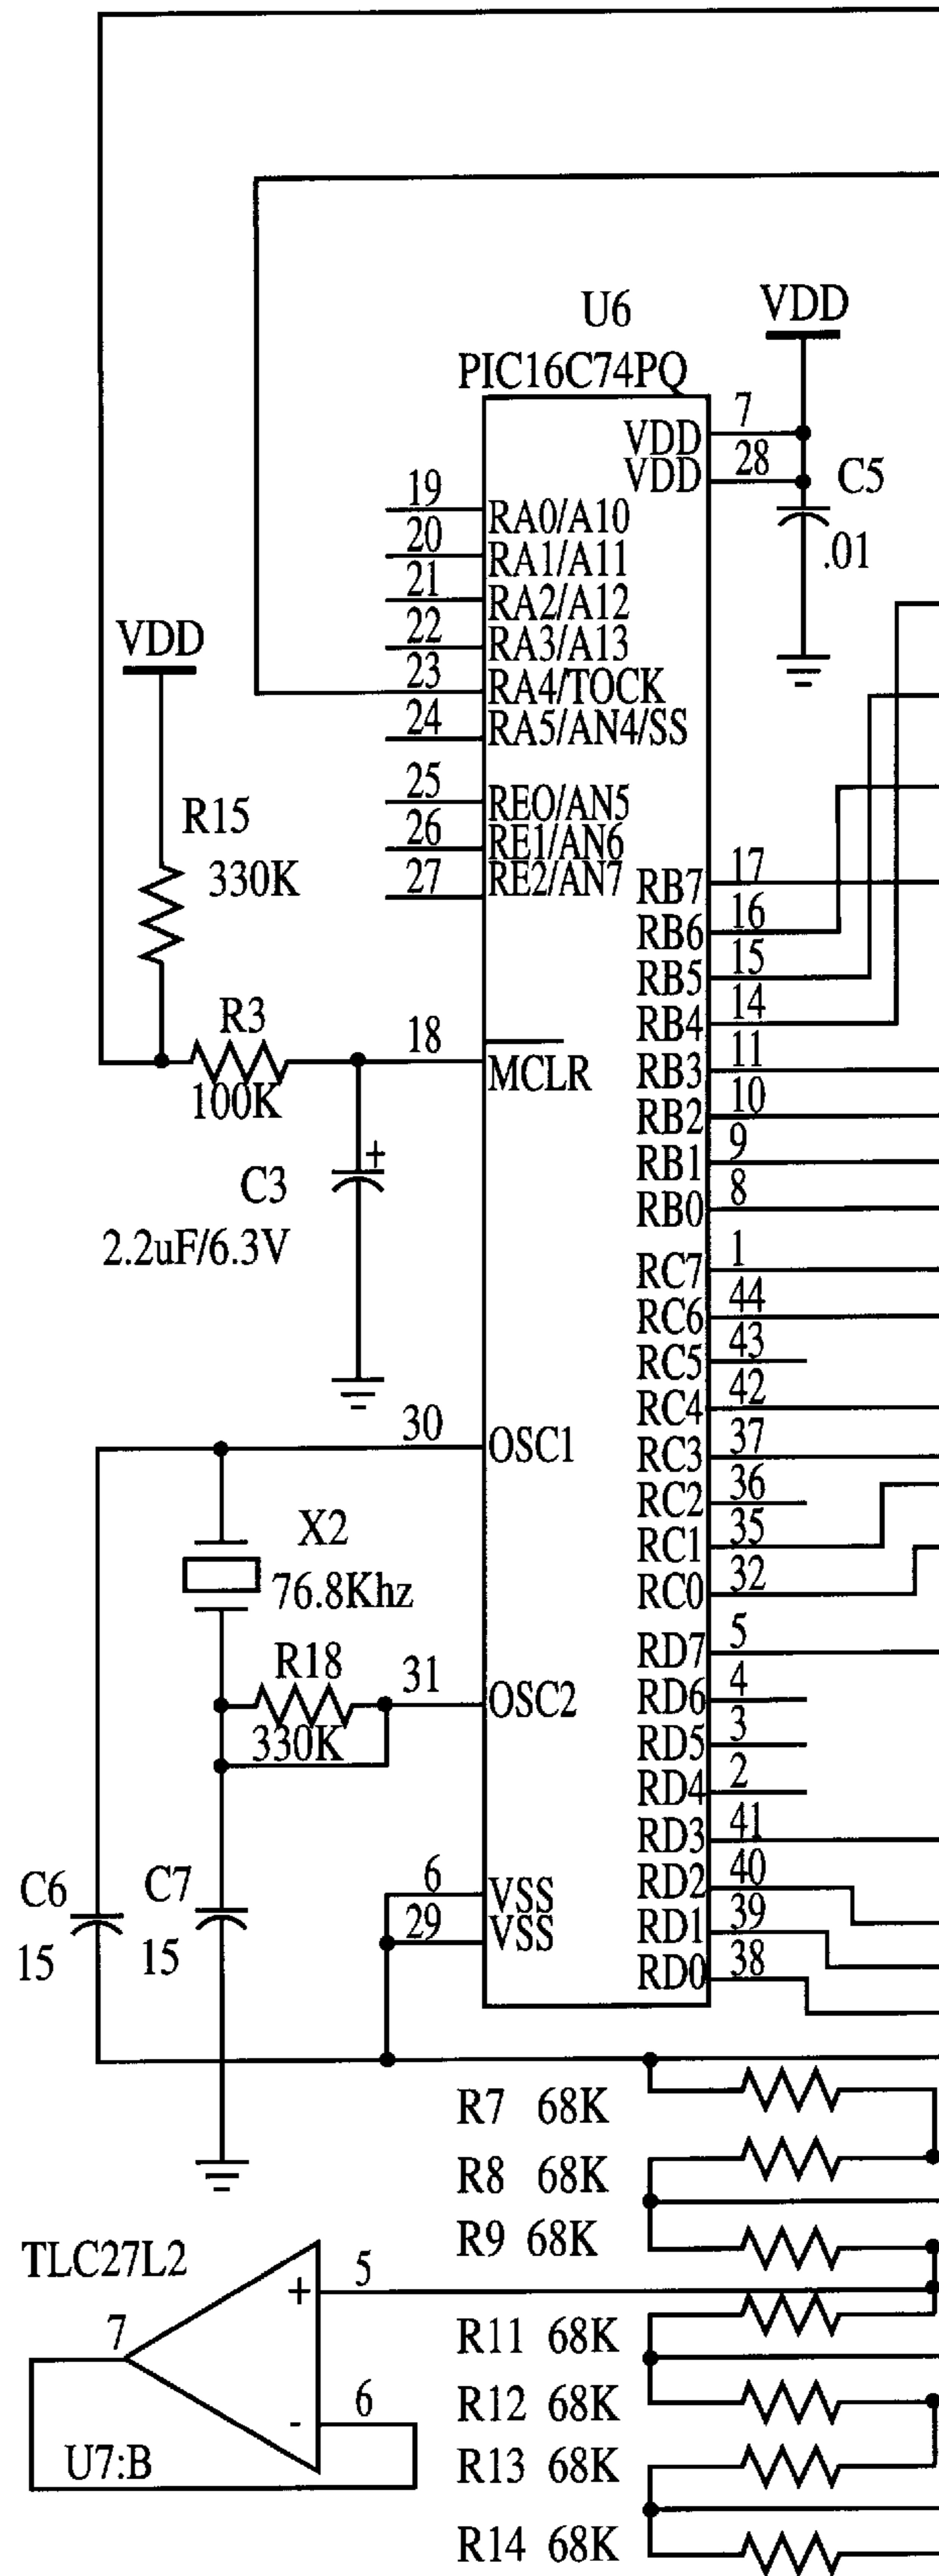 U6
VDD
PIC16C74PQ
7
VDD
28
VDD
C5
.01
19
RA0/A10
20
RA1/A11
21
RA2/A12
22
RA3/A13
VDD
23
RA4/TOCK
24
RA5/AN4/SS
25
REO/AN5
26
RE1/AN6
27
RE2/AN7
R15
330K
RB7 17
RB6 16
RB5 15
RB4 14
R3
100K
18
MCLR
RB3 11
RB2 10
RB1 9
RB0 8
+
C3
2.2uF/6.3V
RC7 1
RC6 44
RC5 43
RC4 42
RC3 37
RC2 36
RC1 35
RC0 32
30
OSC1
X2
76.8Khz
R18
330K
31
OSC2
RD7 5
RD6 4
RD5 3
RD4 2
RD3 41
RD2 40
RD1 39
RD0 38
C6
15
C7
15
6
VSS
29
VSS
R7 68K
R8 68K
R9 68K
R11 68K
R12 68K
R13 68K
R14 68K
TLC27L2
+
5
7
-
6
U7:B